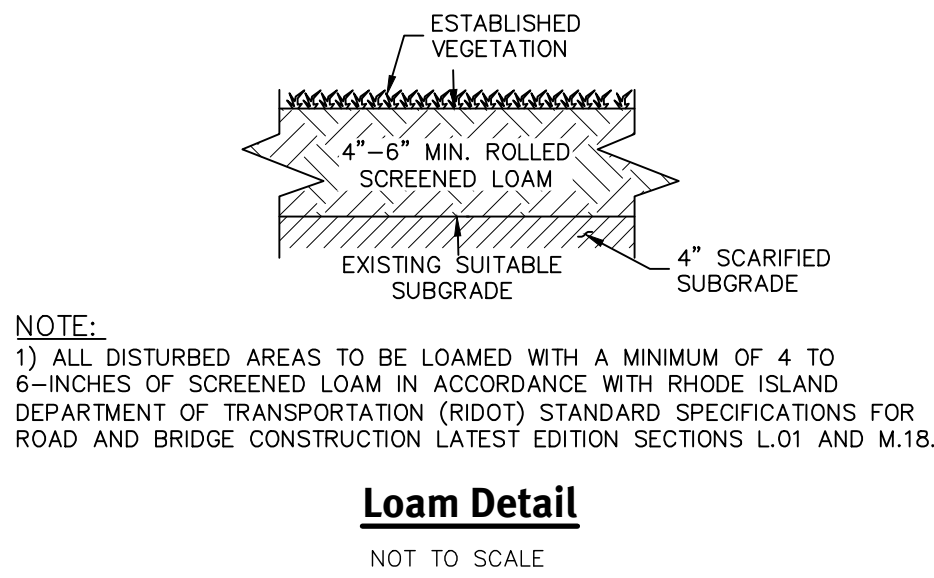 ESTABLISHED
VEGETATION
4"-6" MIN. ROLLED
SCREENED LOAM
EXISTING SUITABLE
SUBGRADE
4" SCARIFIED
SUBGRADE
NOTE:
1) ALL DISTURBED AREAS TO BE LOAMED WITH A MINIMUM OF 4 TO
6-INCHES OF SCREENED LOAM IN ACCORDANCE WITH RHODE ISLAND
DEPARTMENT OF TRANSPORTATION (RIDOT) STANDARD SPECIFICATIONS FOR
ROAD AND BRIDGE CONSTRUCTION LATEST EDITION SECTIONS L.01 AND M.18.
Loam Detail
NOT TO SCALE